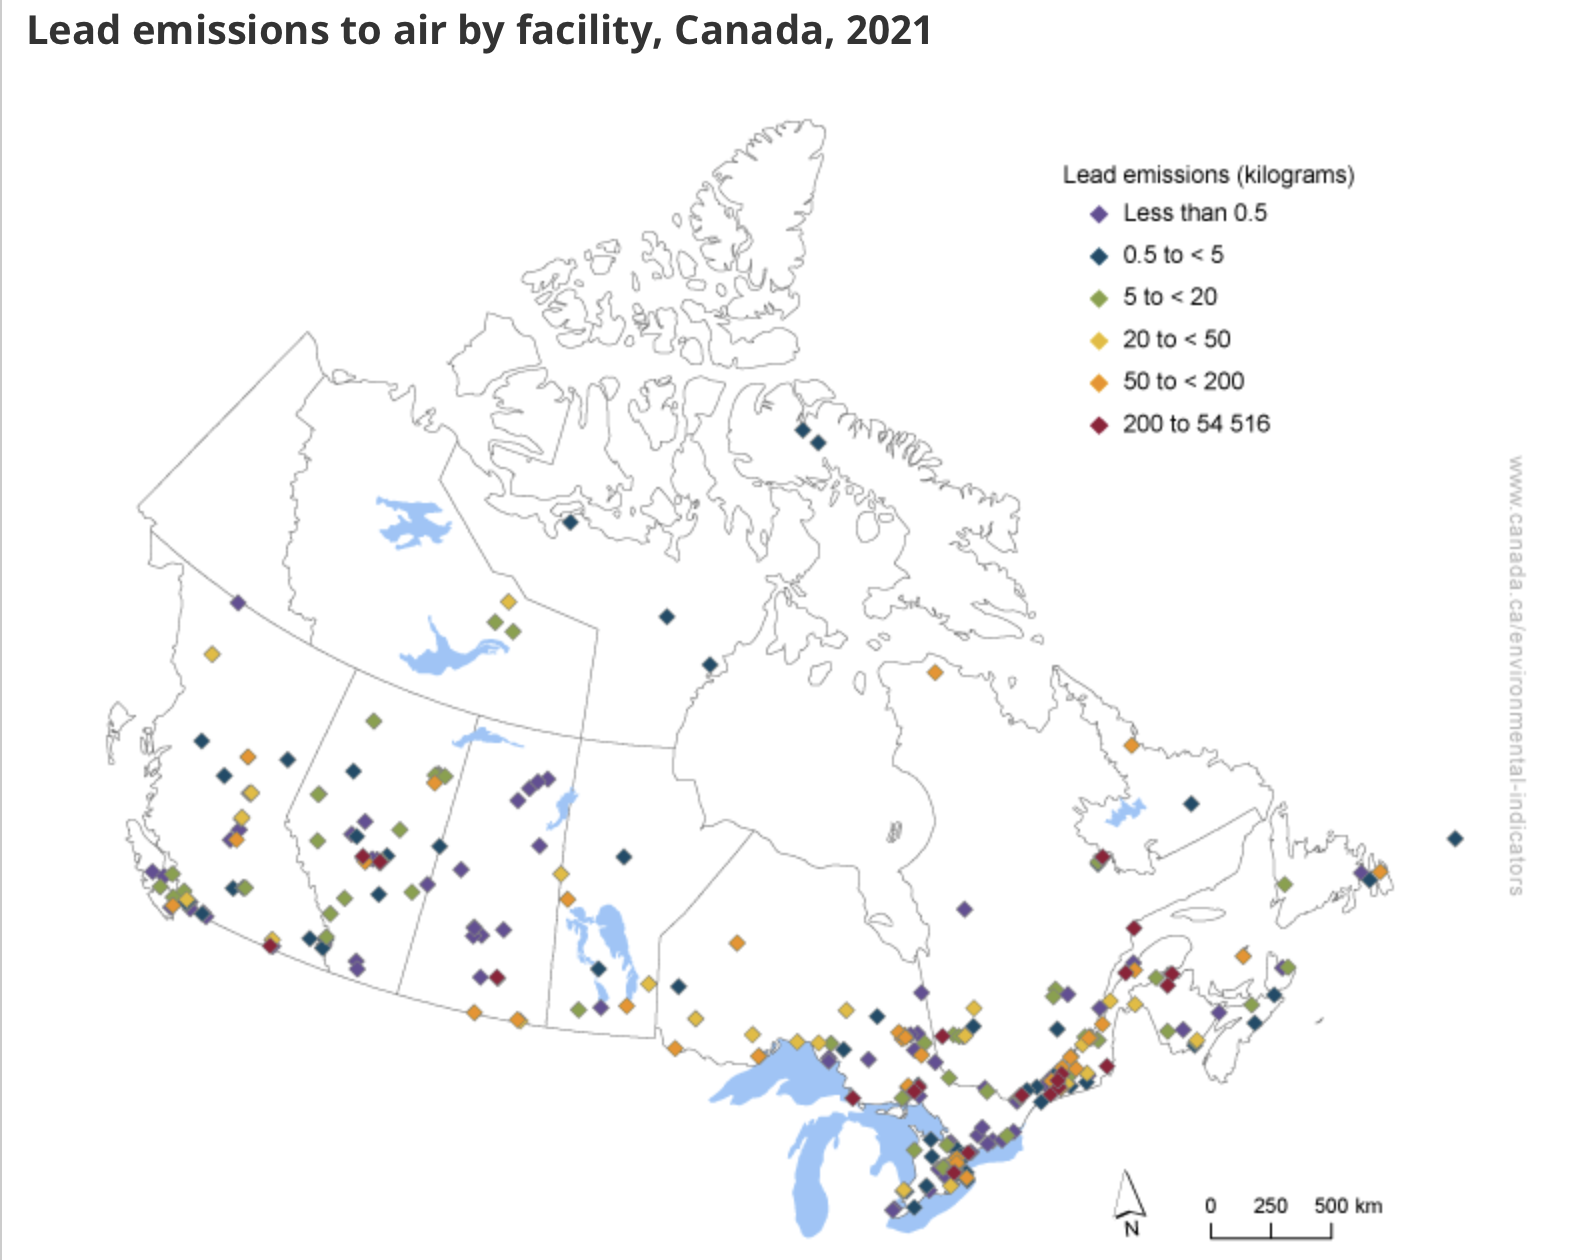 Lead emissions to air by facility, Canada, 2021
Lead emissions (kilograms)
Less than 0.5
0.5 to < 5
5 to < 20
20 to < 50
50 to < 200
200 to 54 516
www.canada.ca/environmental-indicators
N
0 250 500 km